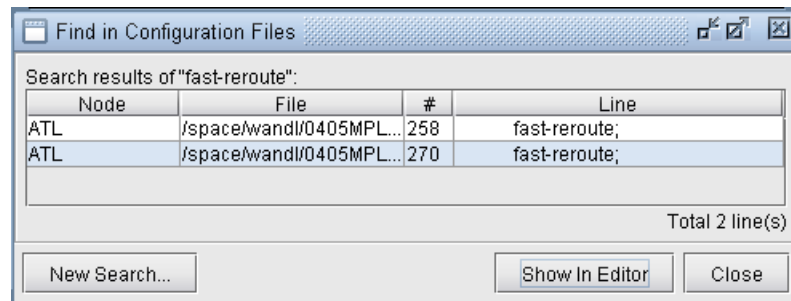 Find in Configuration Files
Search results of "fast-reroute":
Node File # Line
ATL /space/wandl/0405MPL... 258 fast-reroute;
ATL /space/wandl/0405MPL... 270 fast-reroute;
Total 2 line(s)
New Search... Show In Editor Close